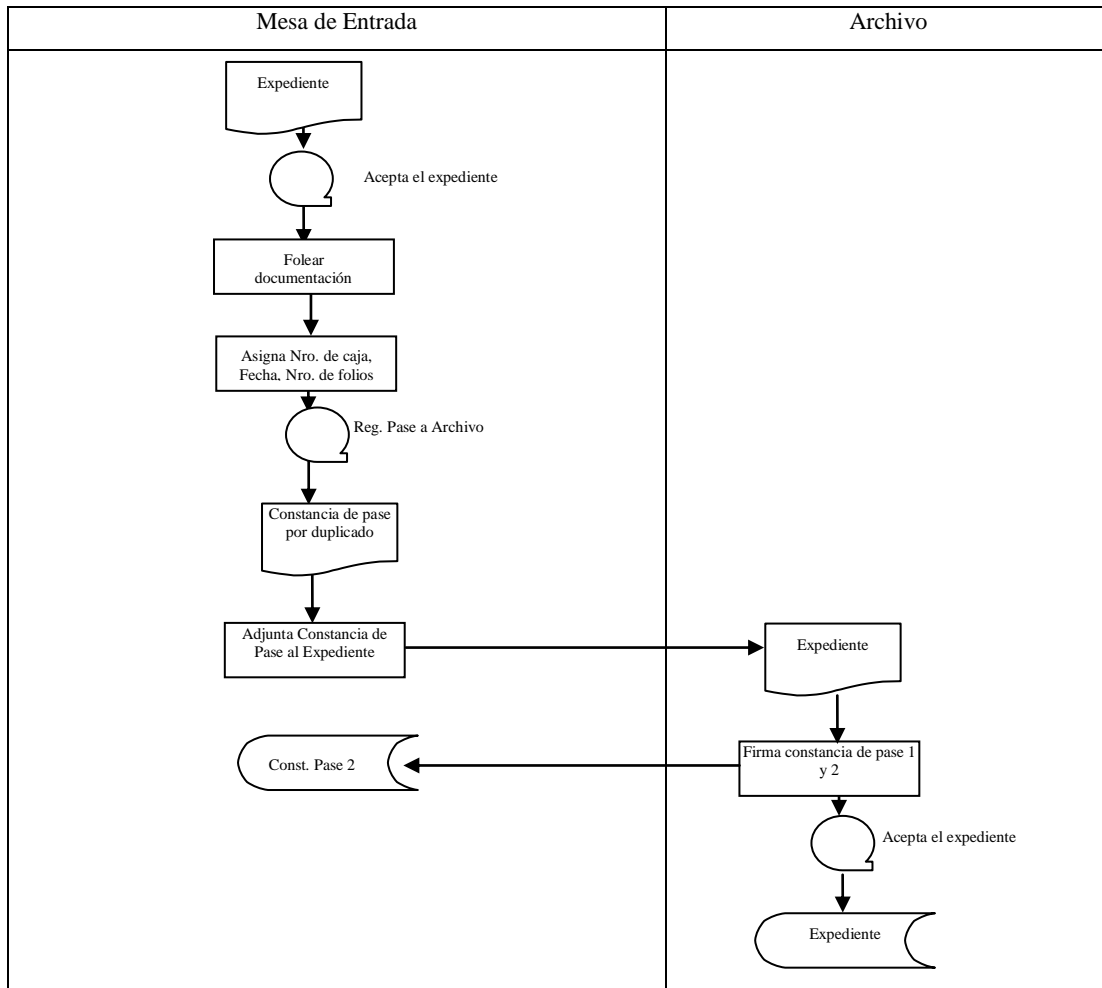 Mesa de Entrada
Archivo
Expediente
Acepta el expediente
Folear
documentación
Asigna Nro. de caja,
Fecha, Nro. de folios
Reg. Pase a Archivo
Constancia de pase
por duplicado
Adjunta Constancia de
Pase al Expediente
Expediente
Firma constancia de pase 1
y 2
Const. Pase 2
Acepta el expediente
Expediente